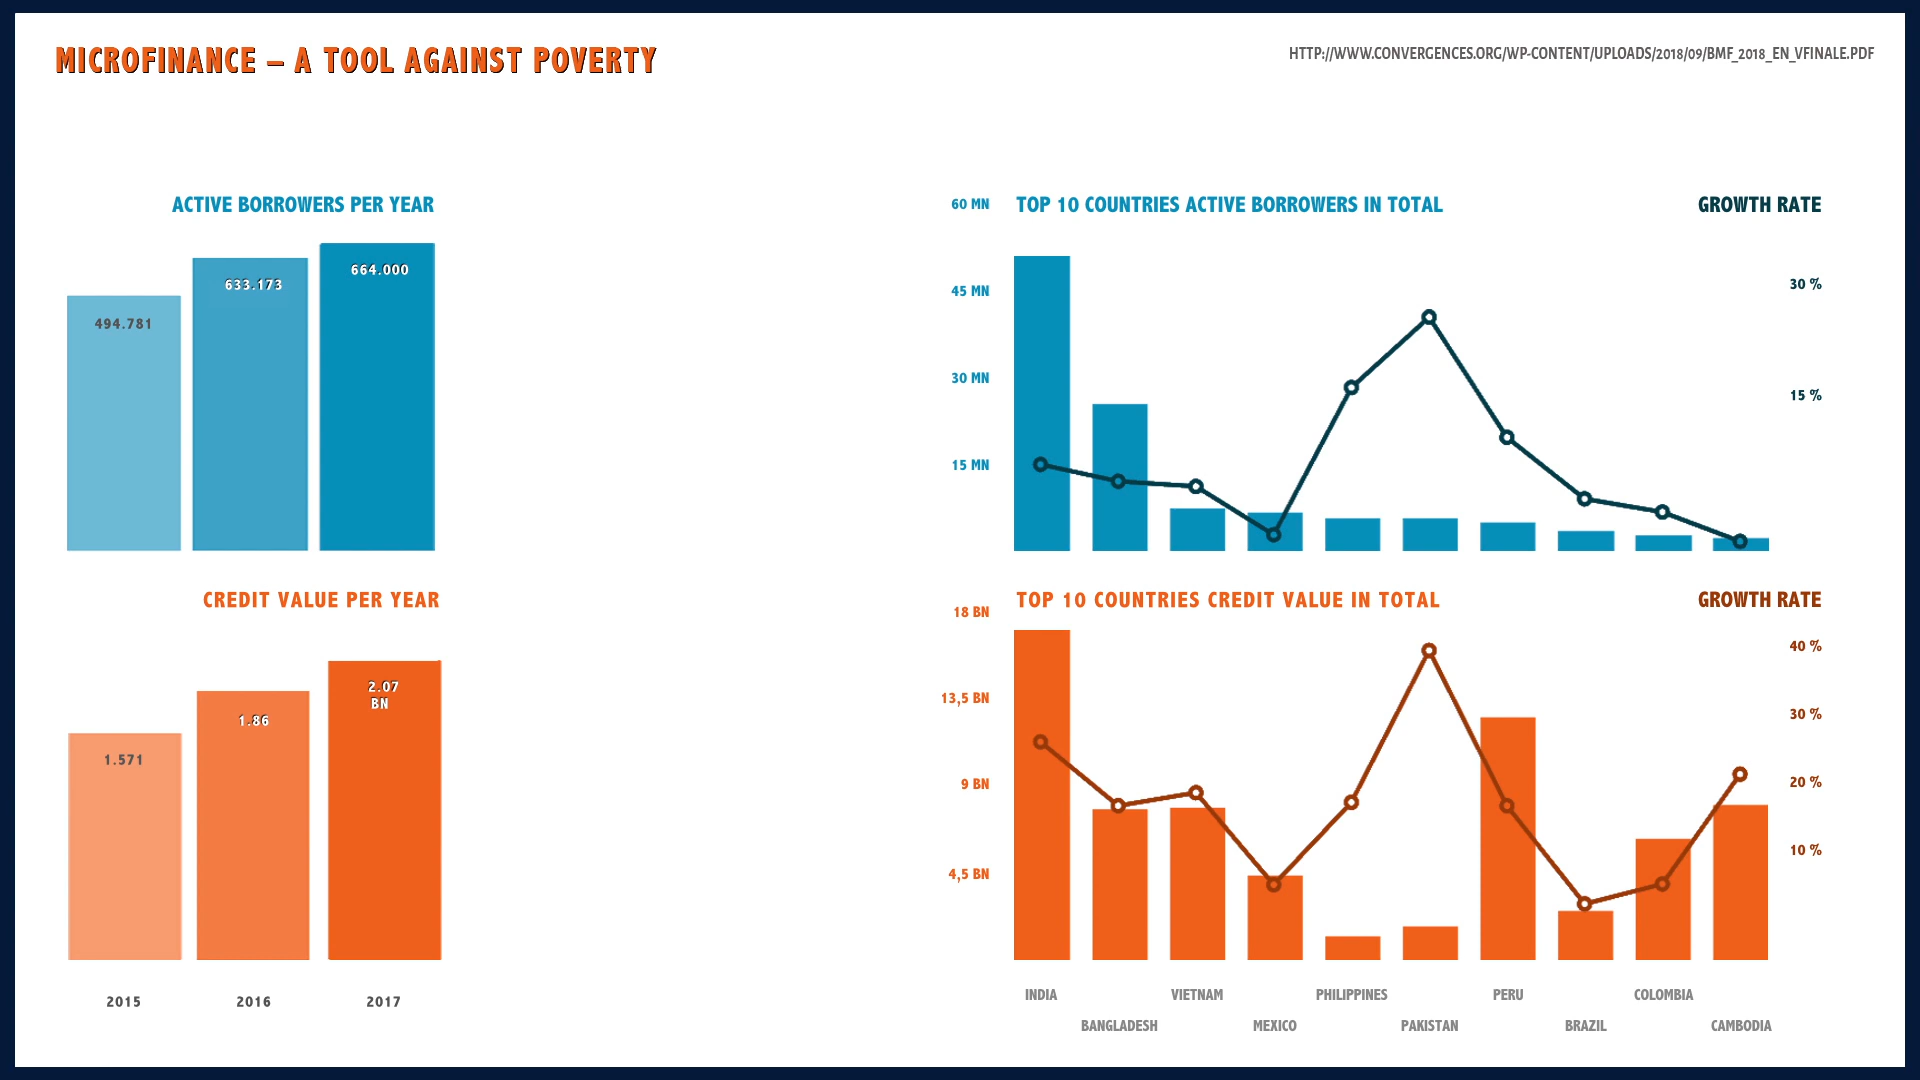 MICROFINANCE – A TOOL AGAINST POVERTY
HTTP://WWW.CONVERGENCES.ORG/WP-CONTENT/UPLOADS/2018/09/BMF_2018_EN_VFINALE.PDF
ACTIVE BORROWERS PER YEAR
494.781
633.173
664.000
CREDIT VALUE PER YEAR
1.571
1.86
2.07
BN
2015
2016
2017
TOP 10 COUNTRIES ACTIVE BORROWERS IN TOTAL
GROWTH RATE
60 MN
45 MN
30 MN
15 MN
30 %
15 %
TOP 10 COUNTRIES CREDIT VALUE IN TOTAL
GROWTH RATE
18 BN
13,5 BN
9 BN
4,5 BN
40 %
30 %
20 %
10 %
INDIA
BANGLADESH
VIETNAM
MEXICO
PHILIPPINES
PAKISTAN
PERU
BRAZIL
COLOMBIA
CAMBODIA